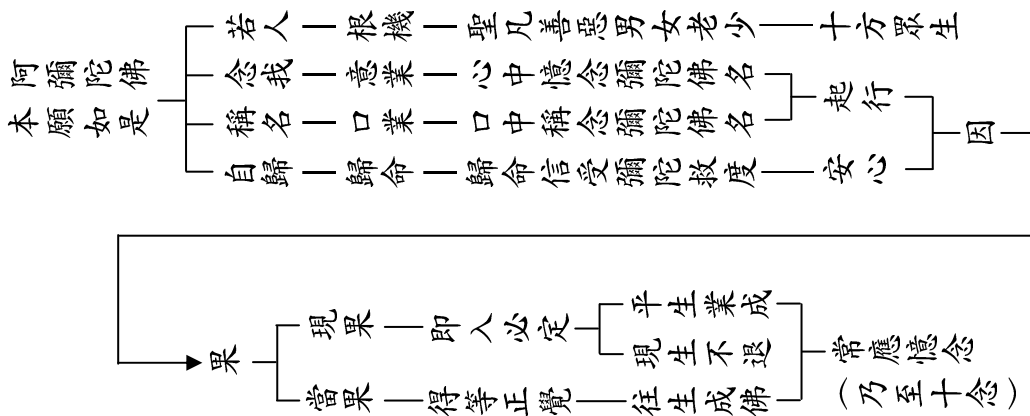 阿彌陀佛
本願如是
若人 根機 聖凡善惡男女老少 十方眾生
念我 意業 心中憶念彌陀佛名
稱名 口業 口中稱念彌陀佛名
起行
自歸 歸命 歸命信受彌陀救度 安心
因
果
現果 即入必定
平生業成
現生不退
當果 得等正覺 往生成佛
常應憶念
（乃至十念）